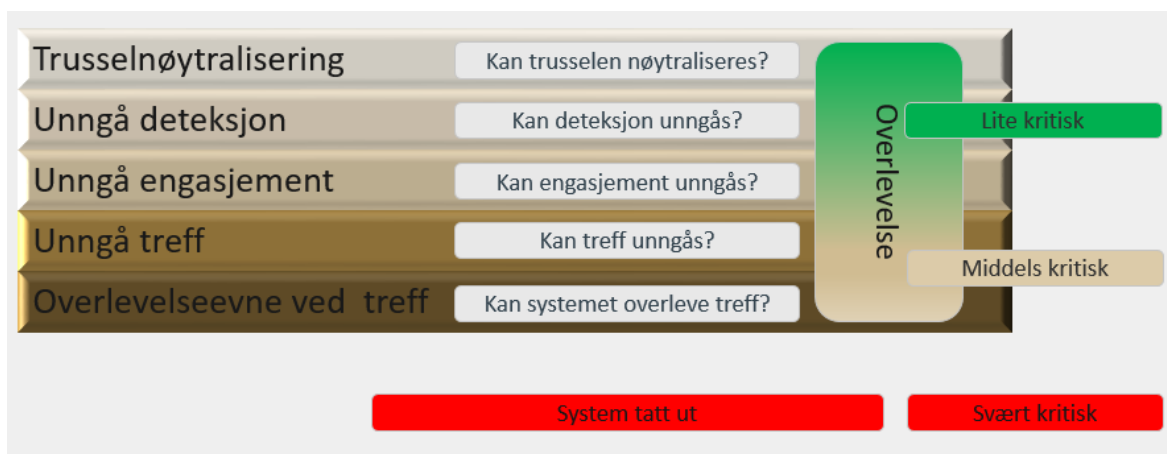 Trusselnøytralisering
Kan trusselen nøytraliseres?
Unngå deteksjon
Kan deteksjon unngås?
Overlevelse
Lite kritisk
Unngå engasjement
Kan engasjement unngås?
Unngå treff
Kan treff unngås?
Middels kritisk
Overlevelseevne ved treff
Kan systemet overleve treff?
System tatt ut
Svært kritisk